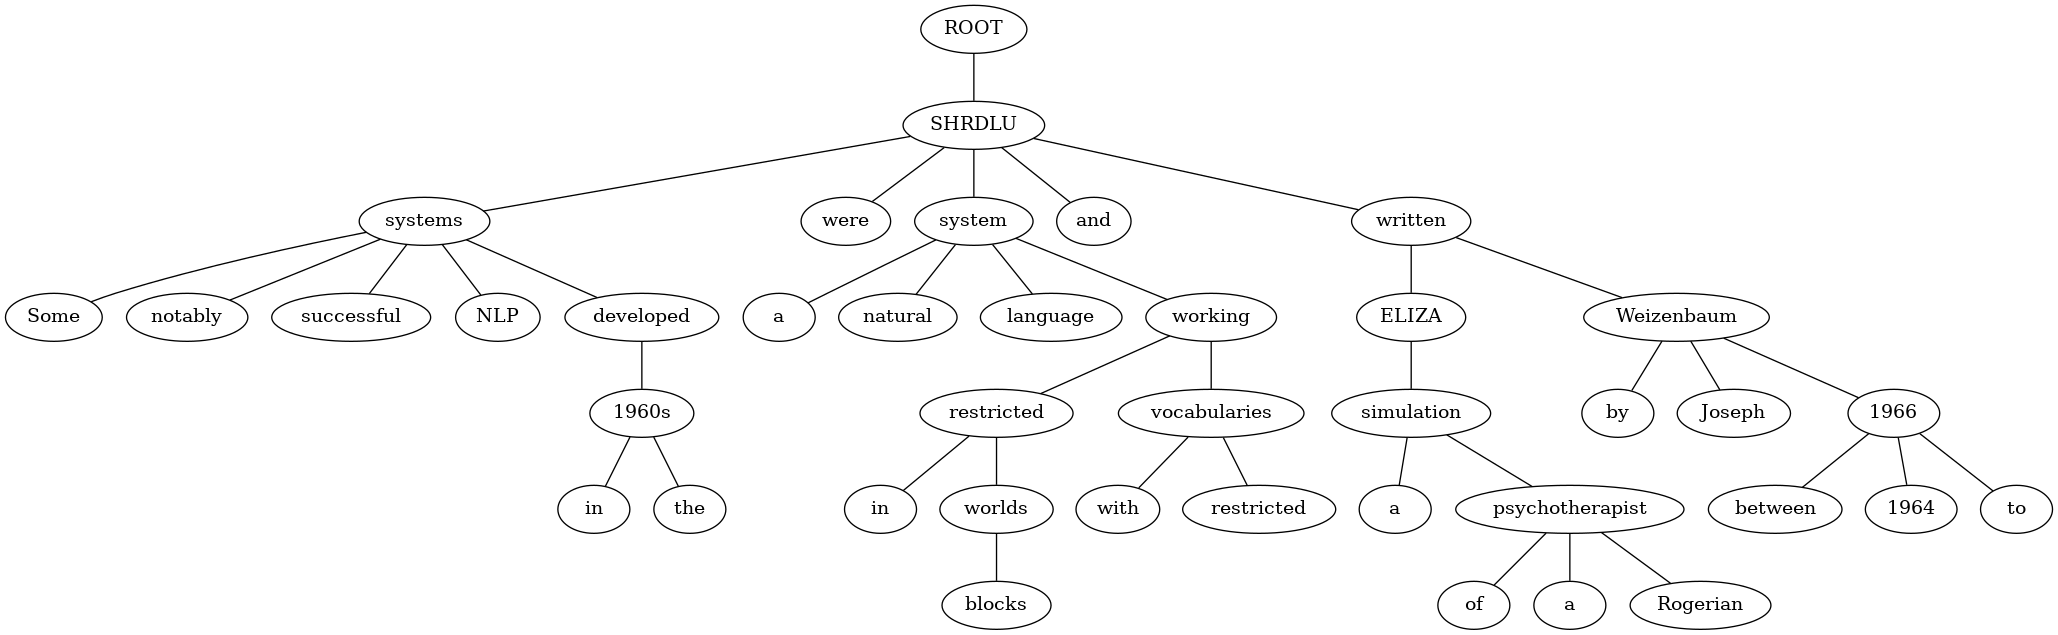 ROOT
SHRDLU
systems were system and written
Some notably successful NLP developed a natural language working ELIZA Weizenbaum
1960s restricted vocabularies simulation by Joseph 1966
in the in worlds with restricted a psychotherapist between 1964 to
blocks of a Rogerian